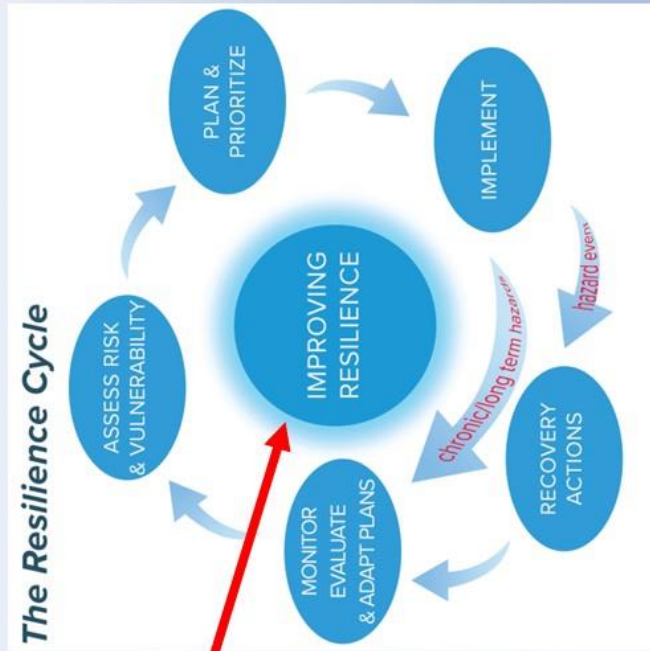 The Resilience Cycle
ASSESS RISK
& VULNERABILITY
PLAN &
PRIORITIZE
IMPLEMENT
hazard even
chronic/long term hazards
RECOVERY
ACTIONS
MONITOR
EVALUATE
& ADAPT PLANS
IMPROVING
RESILIENCE